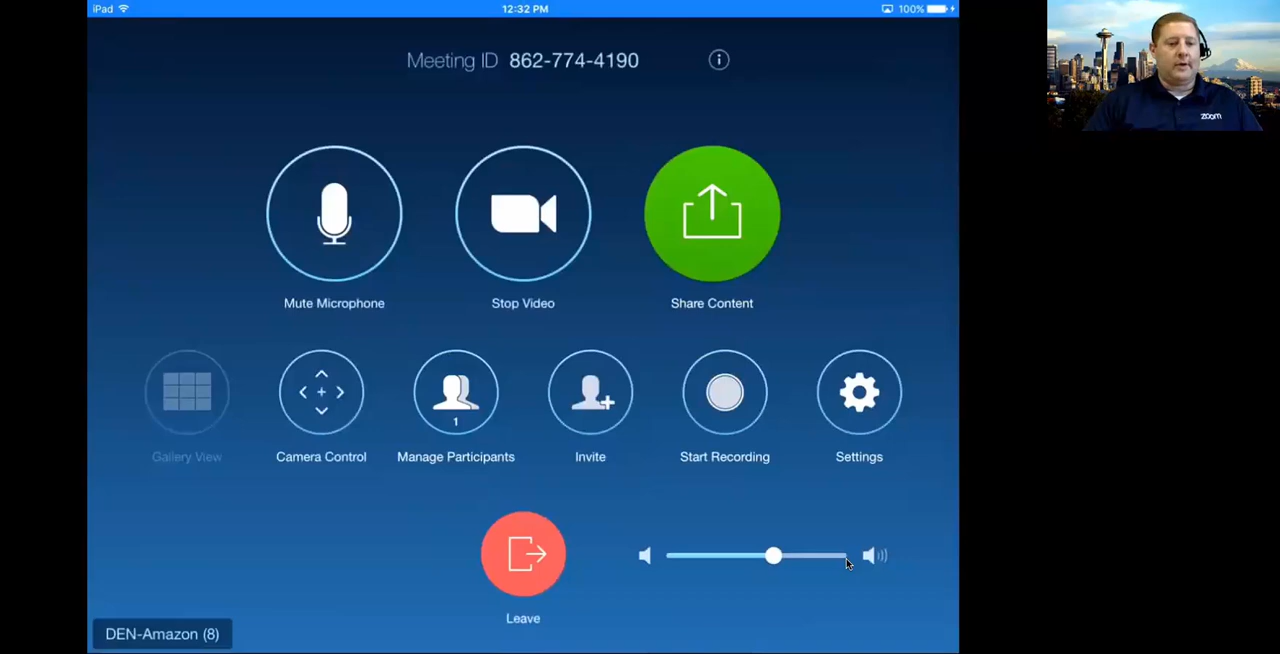 iPad 12:32 PM 100%
Meeting ID 862-774-4190
zoom
Mute Microphone Stop Video Share Content
1
Gallery View Camera Control Manage Participants Invite Start Recording Settings
Leave
DEN-Amazon (8)